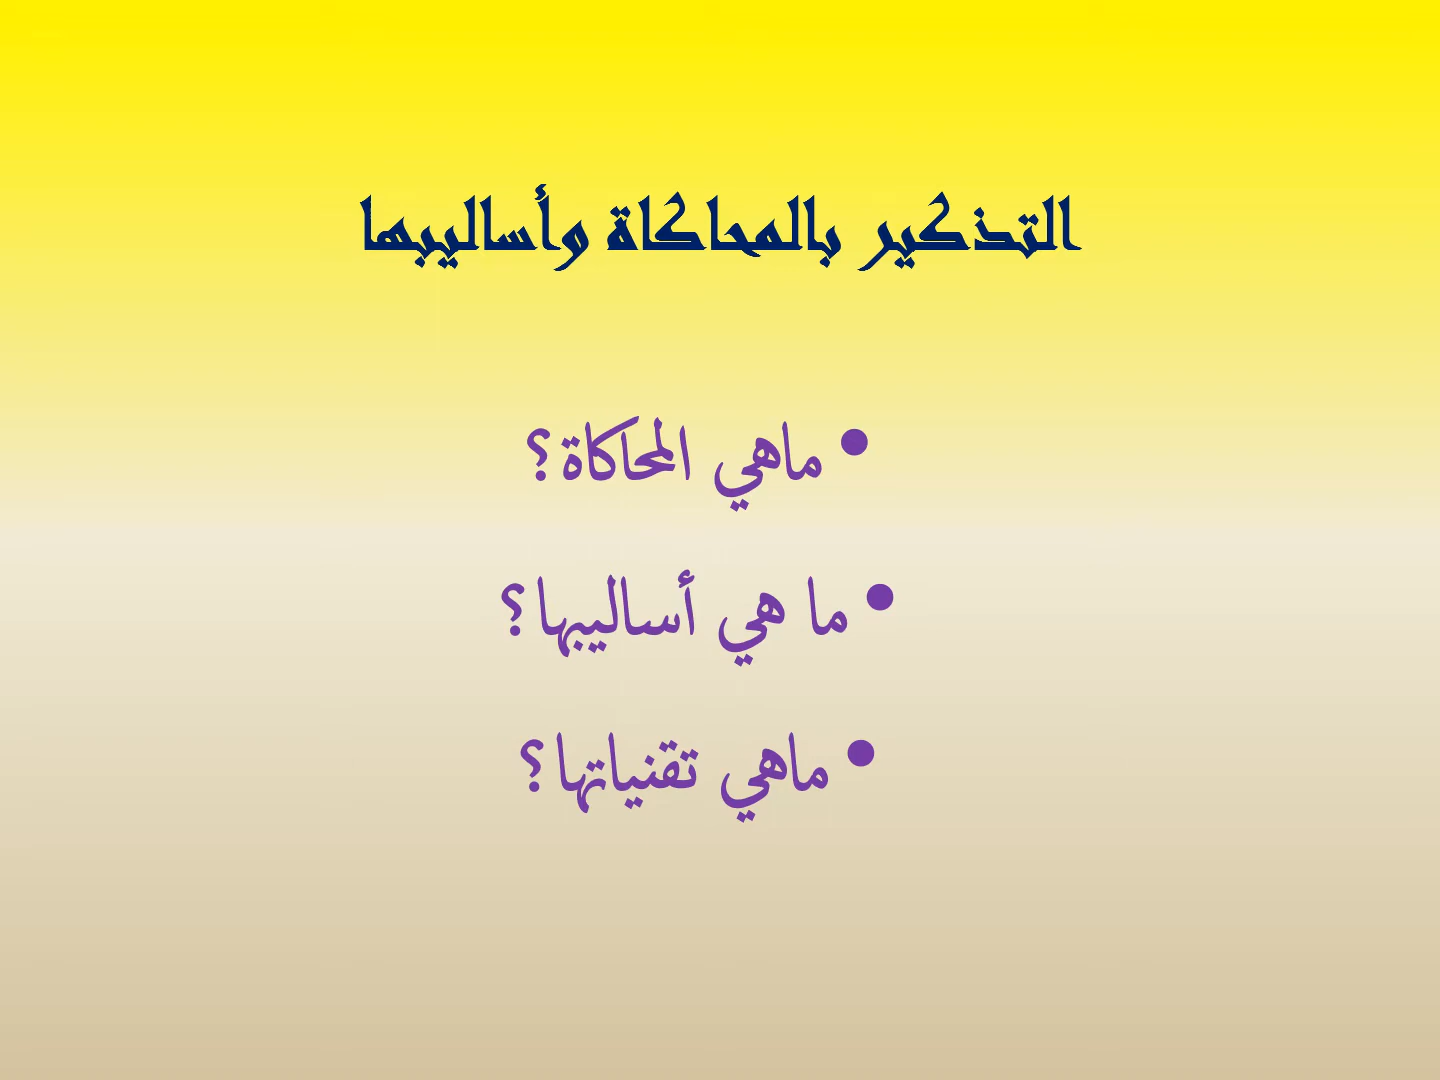 التذكير بالمحاكاة وأساليبها
• ماهي المحاكاة؟
• ما هي أساليبها؟
• ماهي تقنياتها؟